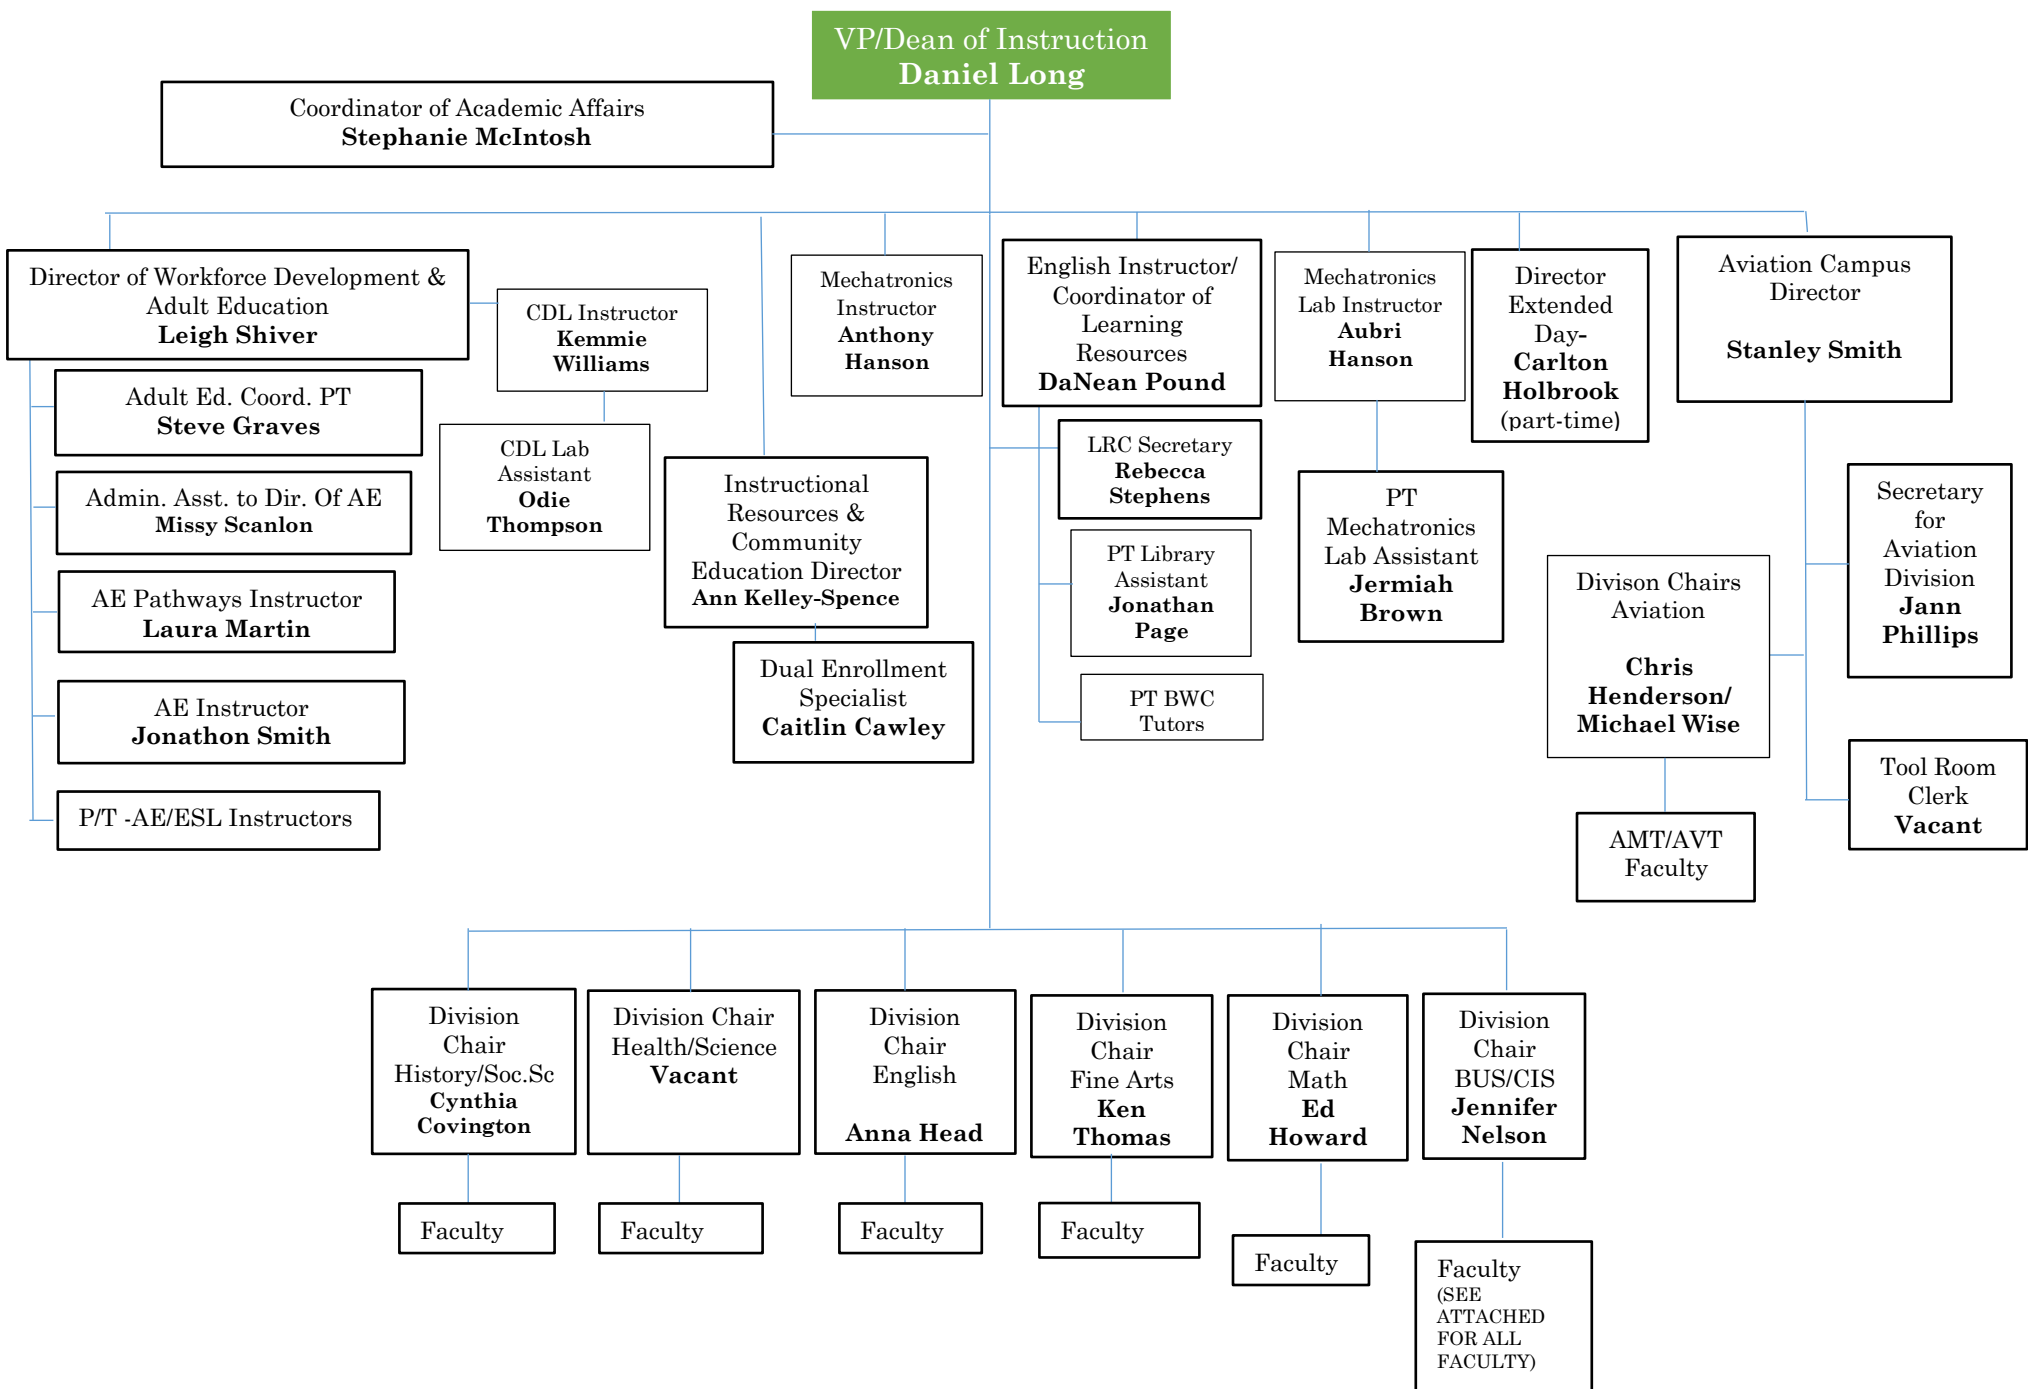 VP/Dean of Instruction
Daniel Long
Coordinator of Academic Affairs
Stephanie McIntosh
Director of Workforce Development &
Adult Education
Leigh Shiver
Adult Ed. Coord. PT
Steve Graves
Admin. Asst. to Dir. Of AE
Missy Scanlon
AE Pathways Instructor
Laura Martin
AE Instructor
Jonathon Smith
P/T -AE/ESL Instructors
CDL Instructor
Kemmie
Williams
CDL Lab
Assistant
Odie
Thompson
Instructional
Resources &
Community
Education Director
Ann Kelley-Spence
Dual Enrollment
Specialist
Caitlin Cawley
Mechatronics
Instructor
Anthony
Hanson
English Instructor/
Coordinator of
Learning
Resources
DaNean Pound
LRC Secretary
Rebecca
Stephens
PT Library
Assistant
Jonathan
Page
PT BWC
Tutors
Mechatronics
Lab Instructor
Aubri
Hanson
PT
Mechatronics
Lab Assistant
Jermiah
Brown
Director
Extended
Day-
Carlton
Holbrook
(part-time)
Aviation Campus
Director
Stanley Smith
Secretary
for
Aviation
Division
Jann
Phillips
Divison Chairs
Aviation
Chris
Henderson/
Michael Wise
AMT/AVT
Faculty
Tool Room
Clerk
Vacant
Division
Chair
History/Soc.Sc
Cynthia
Covington
Faculty
Division Chair
Health/Science
Vacant
Faculty
Division
Chair
English
Anna Head
Faculty
Division
Chair
Fine Arts
Ken
Thomas
Faculty
Division
Chair
Math
Ed
Howard
Faculty
Division
Chair
BUS/CIS
Jennifer
Nelson
Faculty
(SEE
ATTACHED
FOR ALL
FACULTY)